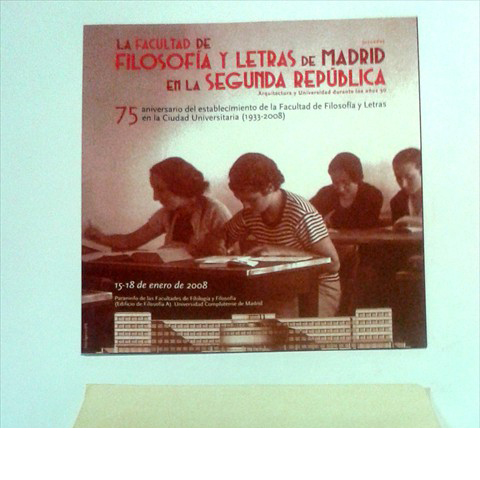 jornadas
LA FACULTAD DE
FILOSOFÍA Y LETRAS DE MADRID
EN LA SEGUNDA REPÚBLICA
Arquitectura y Universidad durante los años 30
75 aniversario del establecimiento de la Facultad de Filosofía y Letras
en la Ciudad Universitaria (1933-2008)
15-18 de enero de 2008
Paraninfo de las Facultades de Filología y Filosofía
(Edificio de Filosofía A). Universidad Complutense de Madrid